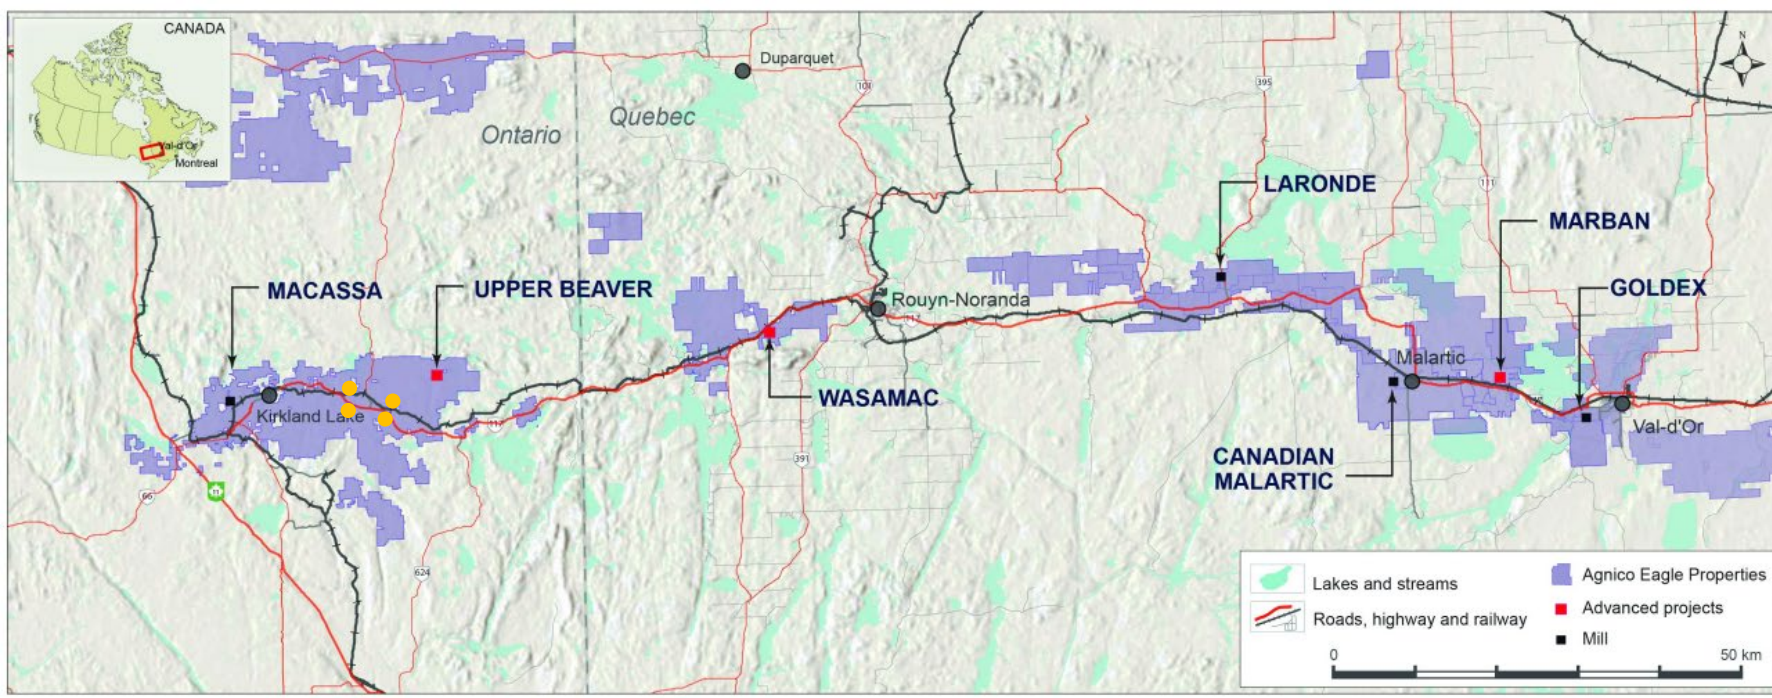 CANADA
Val-d'Or
Montreal
Duparquet
N
395
101
Ontario
Quebec
LARONDE
111
MARBAN
MACASSA
UPPER BEAVER
GOLDEX
Rouyn-Noranda
117
Malartic
WASAMAC
Kirkland Lake
117
Val-d'Or
CANADIAN
MALARTIC
391
66
11
624
Lakes and streams
Roads, highway and railway
Agnico Eagle Properties
Advanced projects
Mill
0
50 km